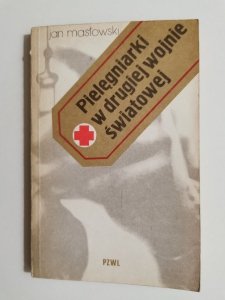 jan masłowski
Pielęgniarki
w drugiej wojnie
światowej
PZWL